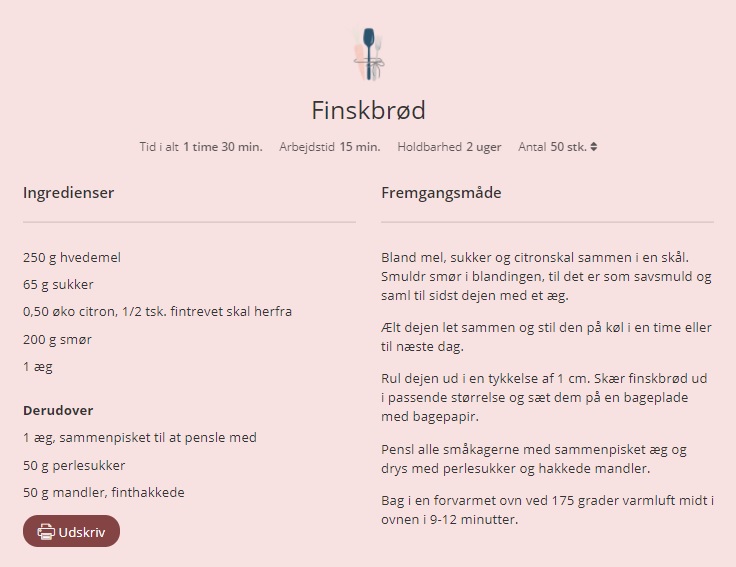 Finskbrød
Tid i alt 1 time 30 min. Arbejdstid 15 min. Holdbarhed 2 uger Antal 50 stk.
Ingredienser
250 g hvedemel
65 g sukker
0,50 øko citron, 1/2 tsk. fintrevet skal herfra
200 g smør
1 æg
Derudover
1 æg, sammenpisket til at pensle med
50 g perlesukker
50 g mandler, finthakkede
Udskriv
Fremgangsmåde
Bland mel, sukker og citronskal sammen i en skål.
Smuldr smør i blandingen, til det er som savsmuld og
saml til sidst dejen med et æg.
Ælt dejen let sammen og stil den på køl i en time eller
til næste dag.
Rul dejen ud i en tykkelse af 1 cm. Skær finskbrød ud
i passende størrelse og sæt dem på en bageplade
med bagepapir.
Pensl alle småkagerne med sammenpisket æg og
drys med perlesukker og hakkede mandler.
Bag i en forvarmet ovn ved 175 grader varmluft midt i
ovnen i 9-12 minutter.